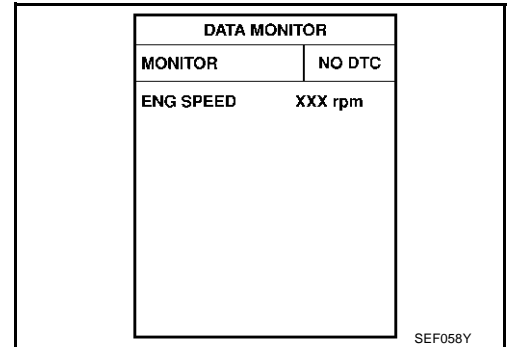 DATA MONITOR
MONITOR NO DTC
ENG SPEED XXX rpm
SEF058Y